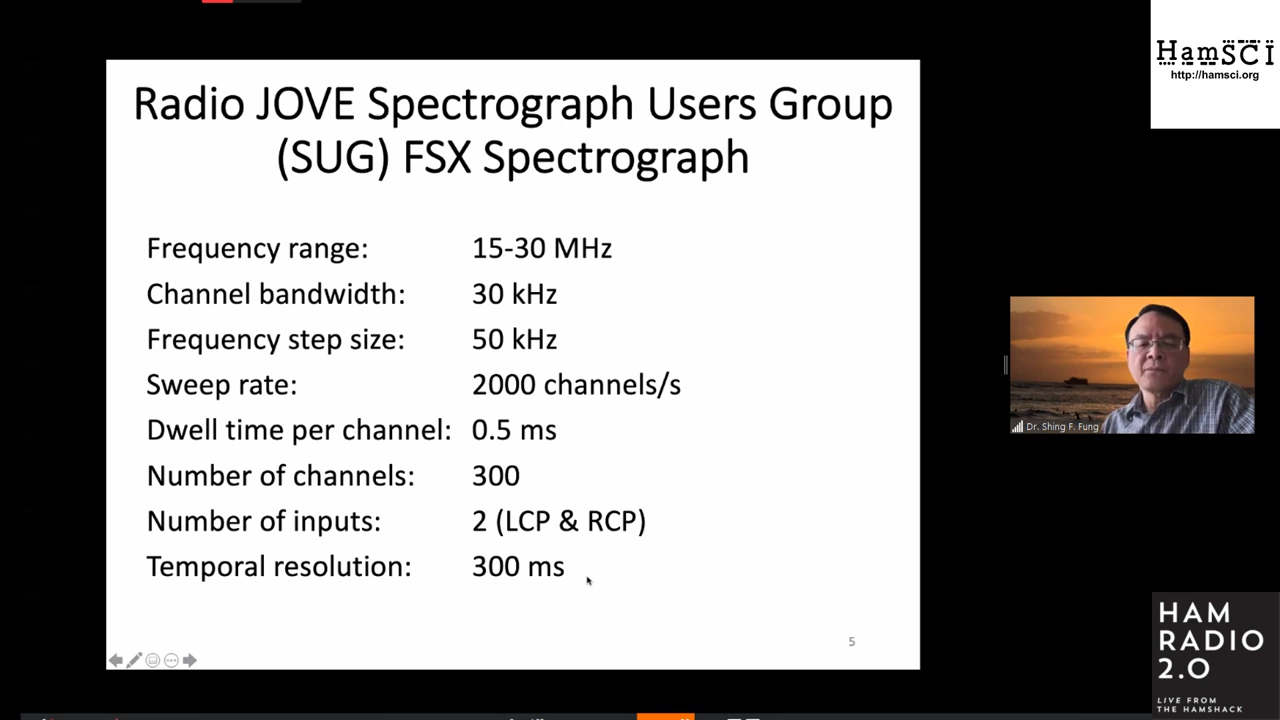 HamSCI
http://hamsci.org
Radio JOVE Spectrograph Users Group
(SUG) FSX Spectrograph
Frequency range: 15-30 MHz
Channel bandwidth: 30 kHz
Frequency step size: 50 kHz
Sweep rate: 2000 channels/s
Dwell time per channel: 0.5 ms
Number of channels: 300
Number of inputs: 2 (LCP & RCP)
Temporal resolution: 300 ms
5
Dr. Shing F. Fung
HAM
RADIO
2.0
LIVE FROM
THE HAMSHACK